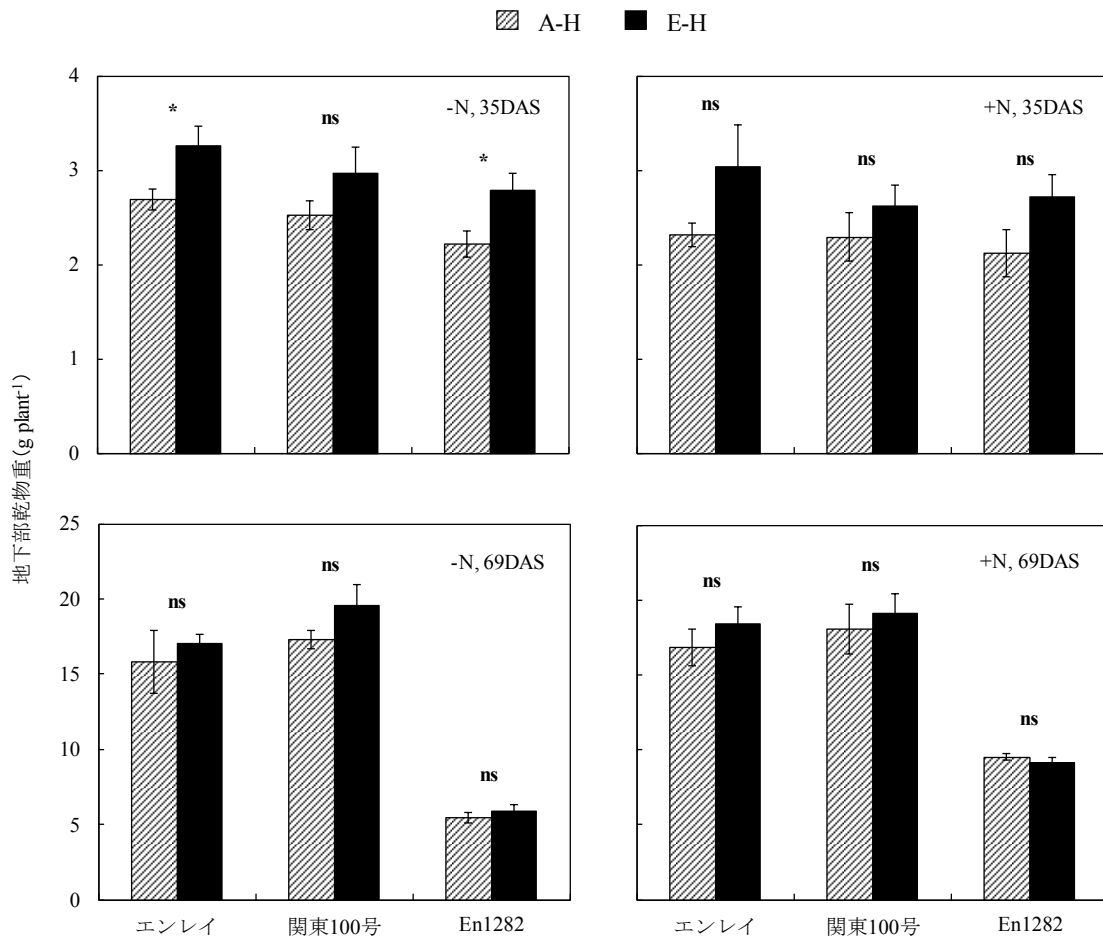 A-H E-H
4
3
2
1
0
-N, 35DAS
* ns *
+N, 35DAS
ns ns ns
地下部乾物重(g plant-1)
25
20
15
10
5
0
-N, 69DAS
ns ns ns
+N, 69DAS
ns ns ns
エンレイ 関東100号 En1282
エンレイ 関東100号 En1282